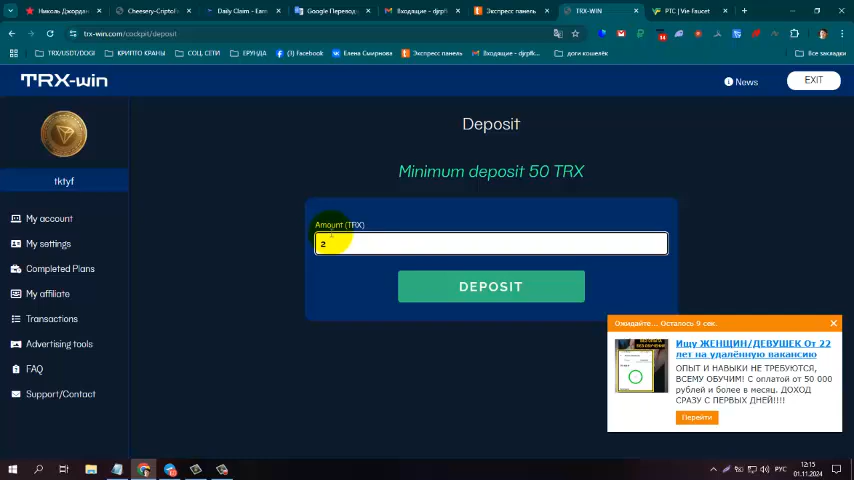 Николь Джордан
Cheesery-CriptoF
Daily Claim - Earn
Google Перевод
Входящие - djrpf
Экспресс панель
TRX-WIN
PTC | Vie Faucet
trx-win.com/cockpit/deposit
TRX/USDT/DOGI
КРИПТО КРАНЫ
СОЦ. СЕТИ
ЕРУНДА
(3) Facebook
Елена Смирнова
Экспресс панель
Входящие - djrpfk...
доги кошелёк
Все закладки
TRX-win
News
EXIT
Deposit
Minimum deposit 50 TRX
tktyf
My account
My settings
Completed Plans
My affiliate
Transactions
Advertising tools
FAQ
Support/Contact
Amount (TRX)
2
DEPOSIT
Ожидайте... Осталось 9 сек.
Ищу ЖЕНЩИН/ДЕВУШЕК От 22
лет на удалённую вакансию
ОПЫТ И НАВЫКИ НЕ ТРЕБУЮТСЯ,
ВСЕМУ ОБУЧИМ! С оплатой от 50 000
рублей и более в месяц. ДОХОД
СРАЗУ С ПЕРВЫХ ДНЕЙ!!!!
Перейти
РУС
12:15
01.11.2024